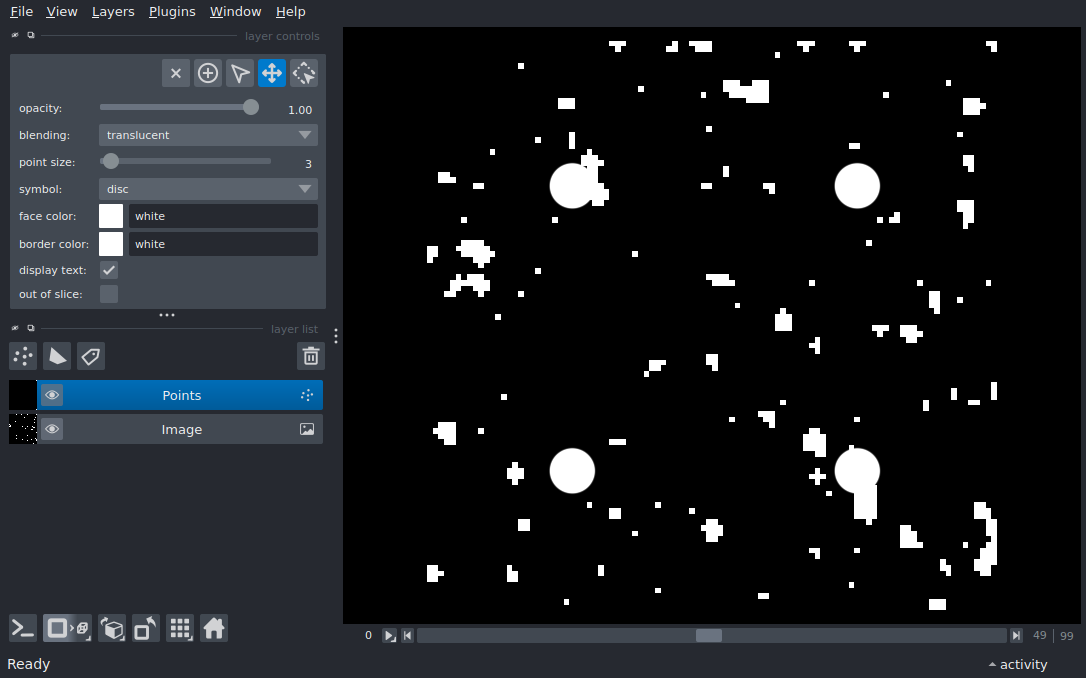 File View Layers Plugins Window Help
layer controls
opacity: 1.00
blending: translucent
point size: 3
symbol: disc
face color: white
border color: white
display text:
out of slice:
layer list
Points
Image
0 49 99
Ready activity